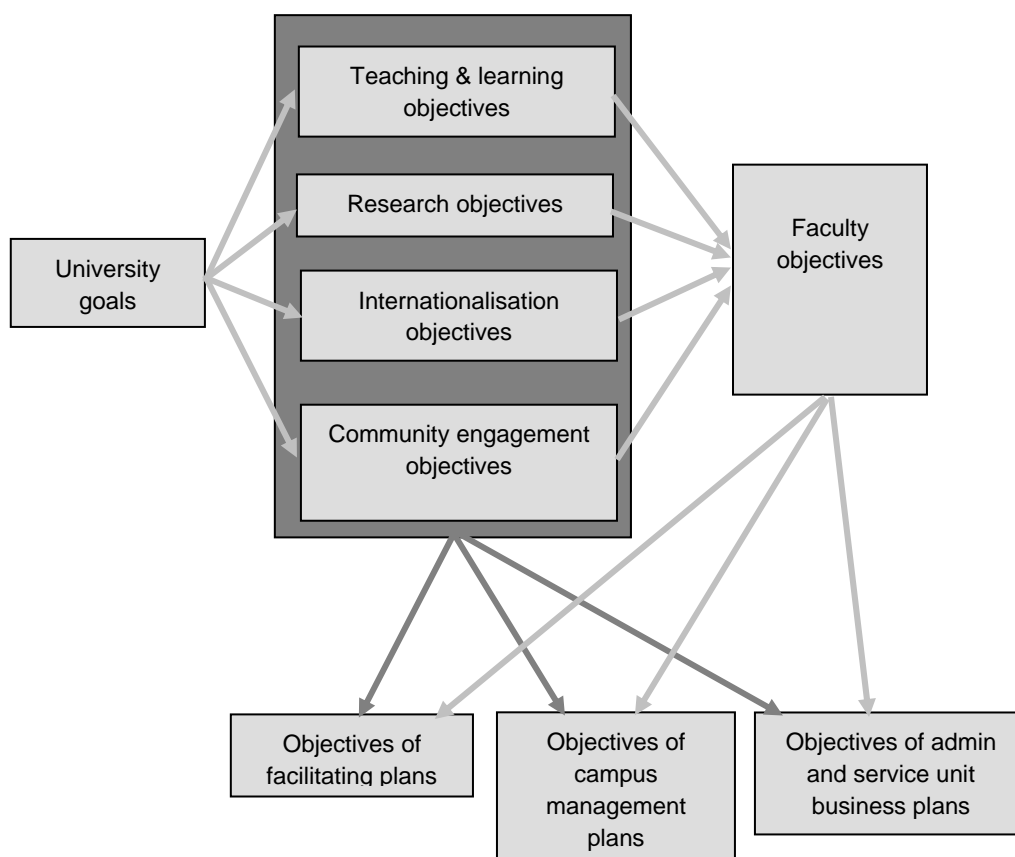 Teaching & learning
objectives
Research objectives
University
goals
Internationalisation
objectives
Community engagement
objectives
Faculty
objectives
Objectives of
facilitating plans
Objectives of
campus
management
plans
Objectives of admin
and service unit
business plans